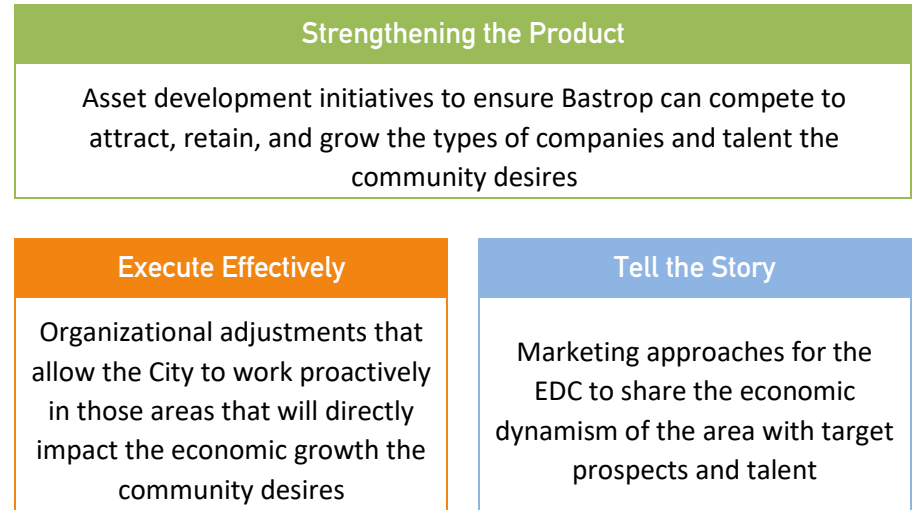 Strengthening the Product
Asset development initiatives to ensure Bastrop can compete to
attract, retain, and grow the types of companies and talent the
community desires
Execute Effectively
Organizational adjustments that
allow the City to work proactively
in those areas that will directly
impact the economic growth the
community desires
Tell the Story
Marketing approaches for the
EDC to share the economic
dynamism of the area with target
prospects and talent